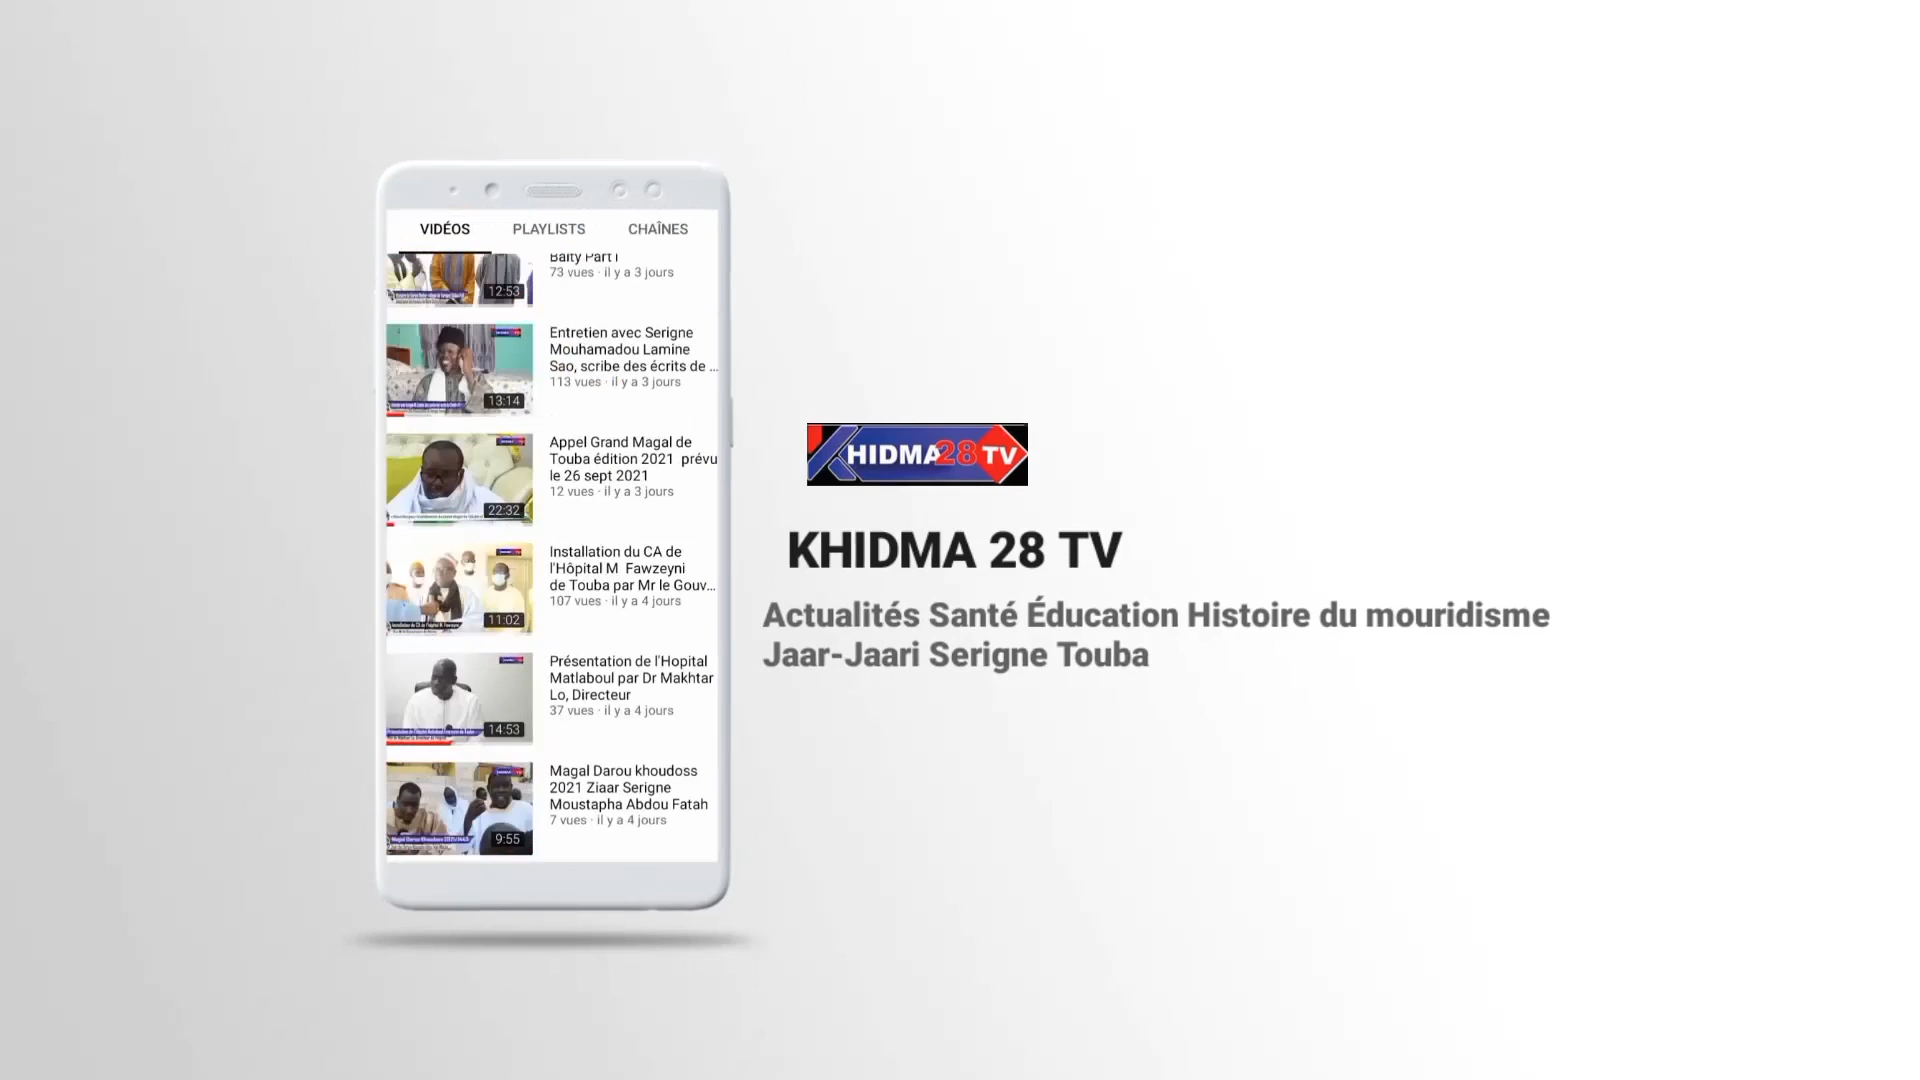 VIDÉOS PLAYLISTS CHAÎNES
Balty Part I
73 vues · il y a 3 jours
12:53
Entretien avec Serigne
Mouhamadou Lamine
Sao, scribe des écrits de ...
113 vues · il y a 3 jours
13:14
Appel Grand Magal de
Touba édition 2021 prévu
le 26 sept 2021
12 vues · il y a 3 jours
22:32
Installation du CA de
l'Hôpital M Fawzeyni
de Touba par Mr le Gouv...
107 vues · il y a 4 jours
11:02
Présentation de l'Hopital
Matlaboul par Dr Makhtar
Lo, Directeur
37 vues · il y a 4 jours
14:53
Magal Darou khoudoss
2021 Ziaar Serigne
Moustapha Abdou Fatah
7 vues · il y a 4 jours
9:55
KHIDMA 28 TV
KHIDMA 28 TV
Actualités Santé Éducation Histoire du mouridisme
Jaar-Jaari Serigne Touba